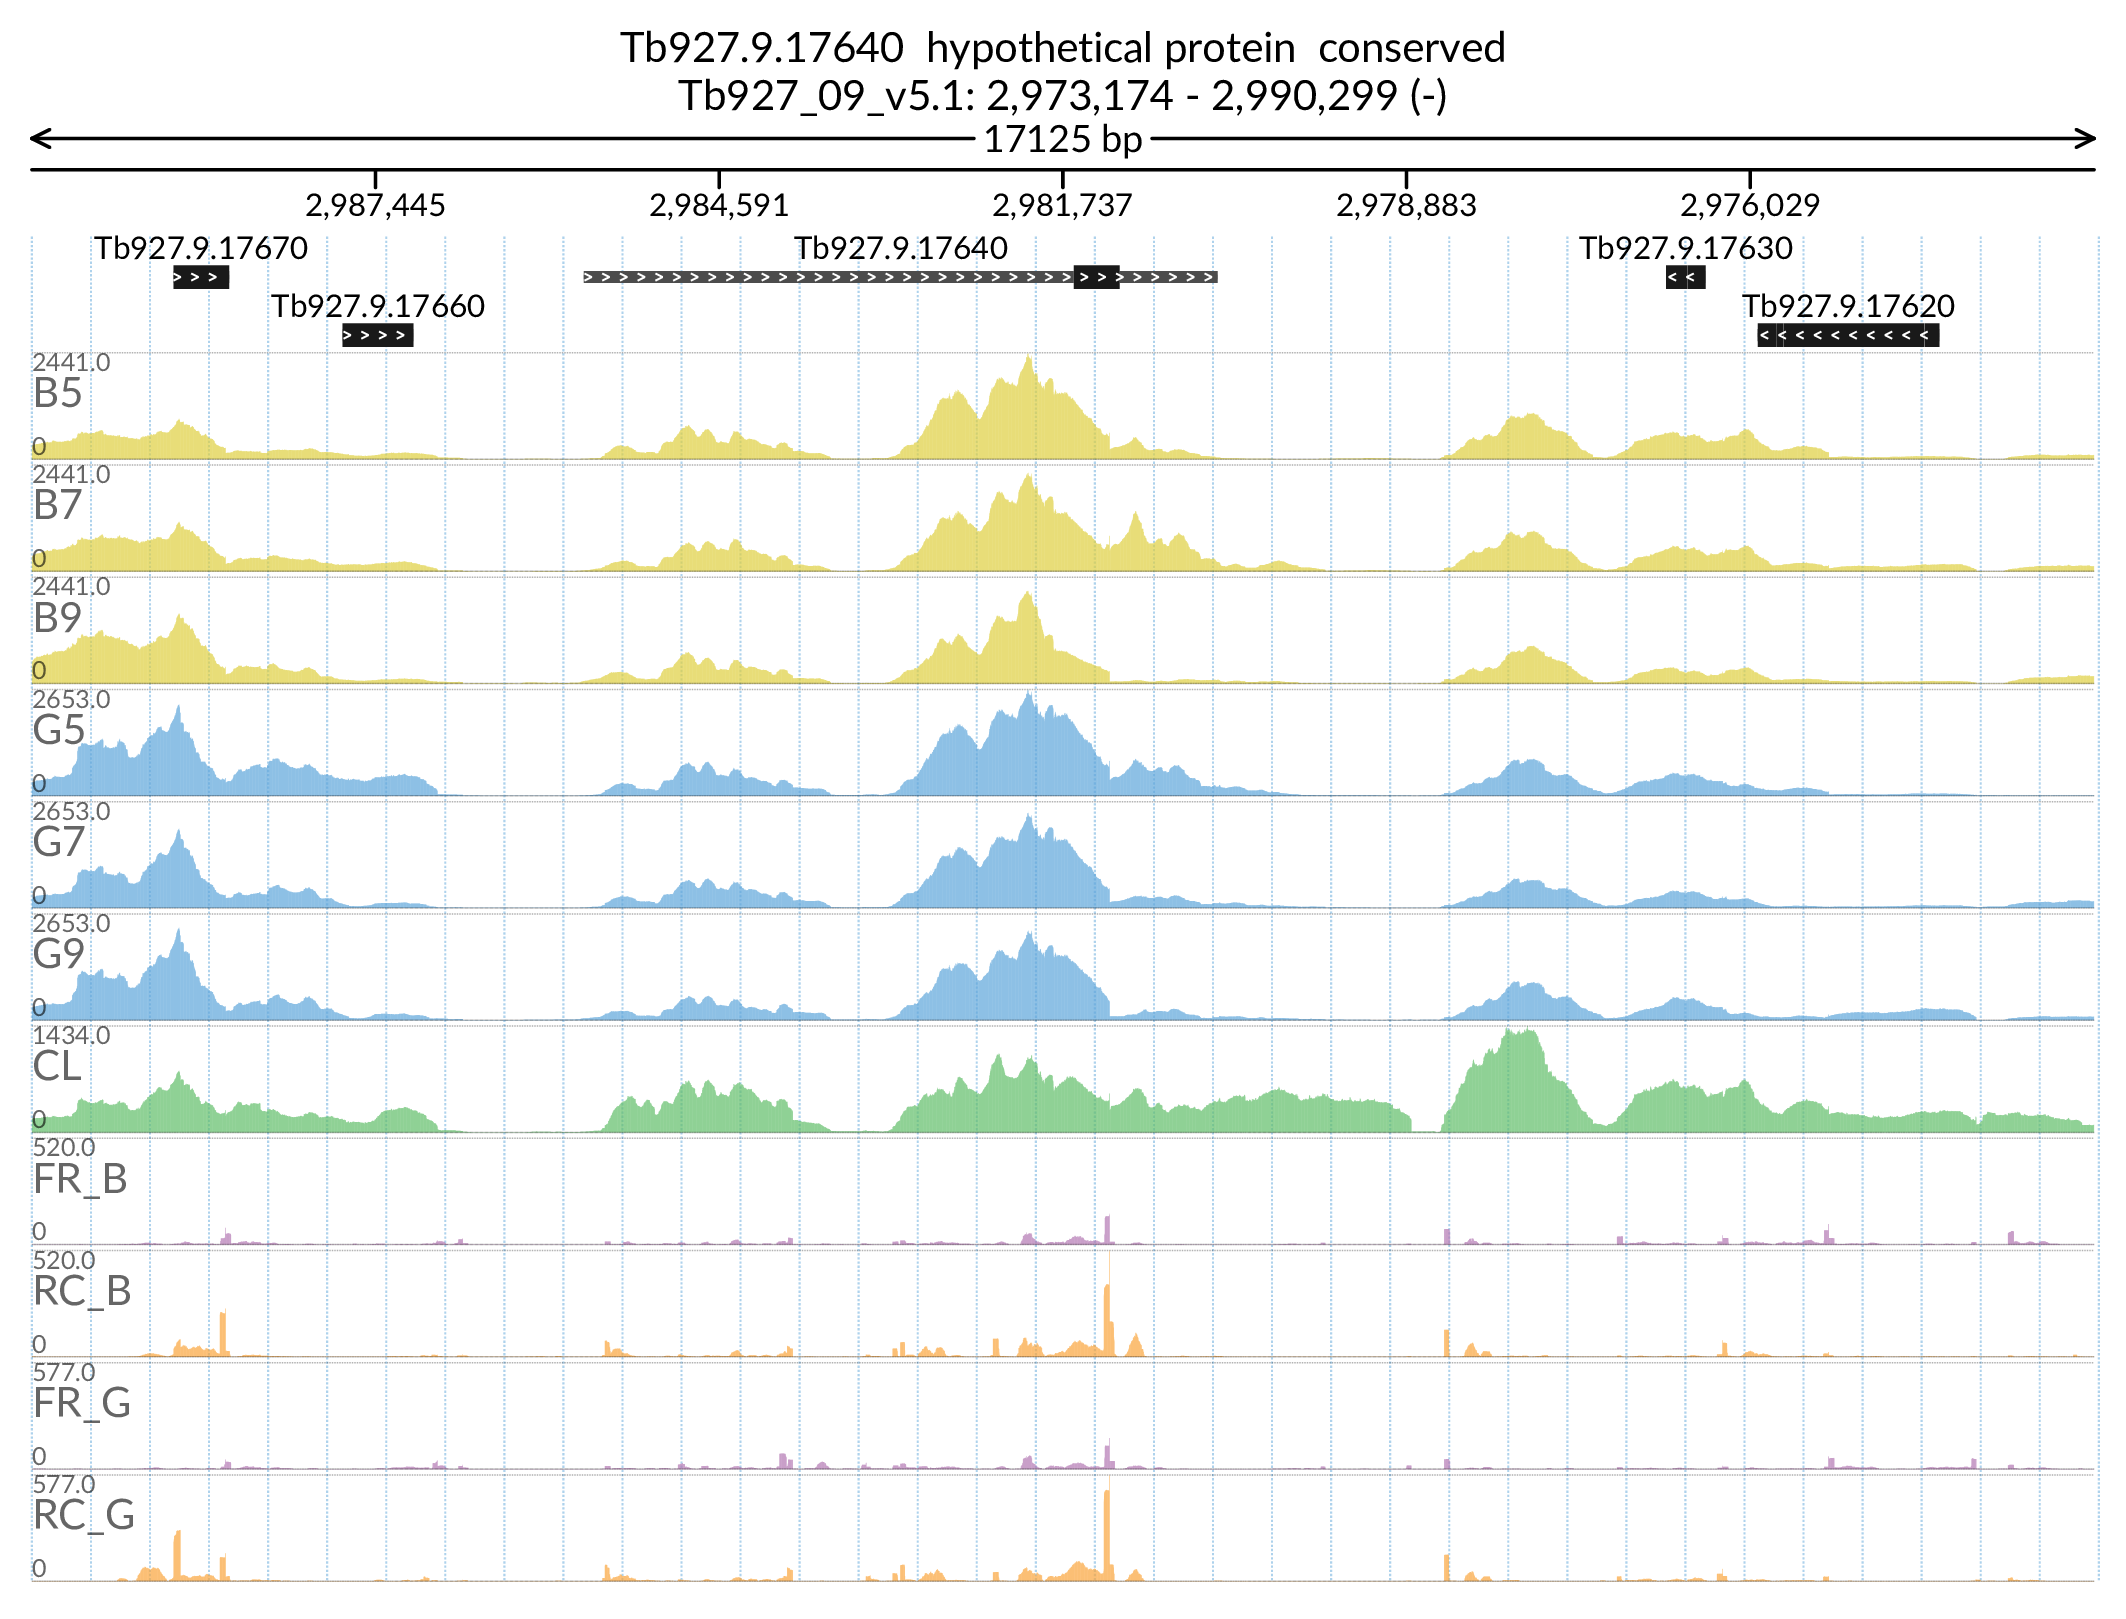 Tb927.9.17640  hypothetical protein  conserved
Tb927_09_v5.1: 2,973,174 - 2,990,299 (-)
17125 bp
2,987,445 2,984,591 2,981,737 2,978,883 2,976,029
Tb927.9.17670 Tb927.9.17640 Tb927.9.17630
Tb927.9.17660 Tb927.9.17620
2441.0
B5
0
2441.0
B7
0
2441.0
B9
0
2653.0
G5
0
2653.0
G7
0
2653.0
G9
0
1434.0
CL
0
520.0
FR_B
0
520.0
RC_B
0
577.0
FR_G
0
577.0
RC_G
0